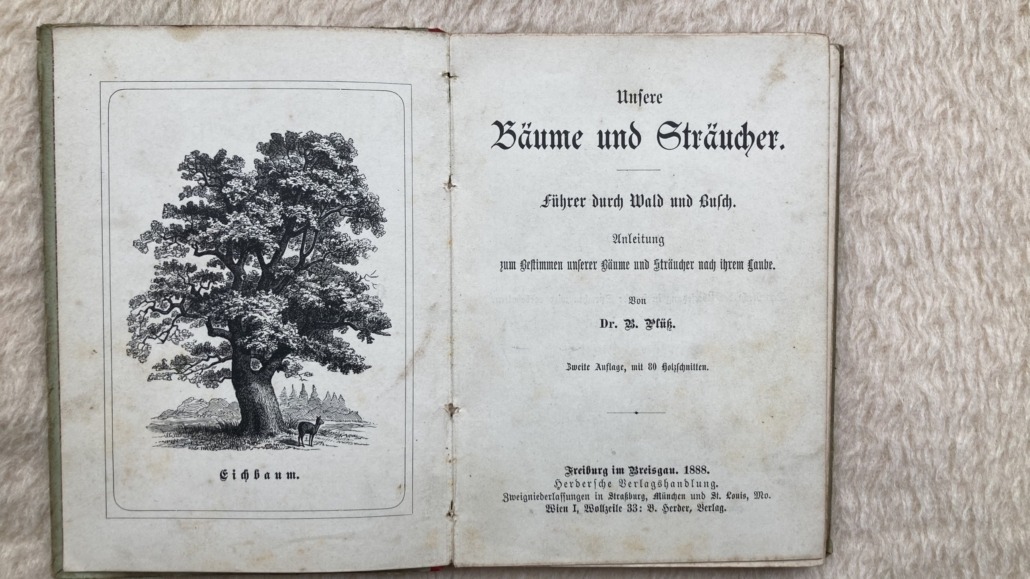 Eichbaum.
Unsere
Bäume und Sträucher.
Führer durch Wald und Busch.
Anleitung
zum Bestimmen unserer Bäume und Sträucher nach ihrem Laube.
Von
Dr. B. Plüß.
Zweite Auflage, mit 80 Holzschnitten.
Freiburg im Breisgau. 1888.
Herdersche Verlagshandlung.
Zweigniederlassungen in Straßburg, München und St. Louis, Mo.
Wien I, Wollzeile 33: B. Herder, Verlag.